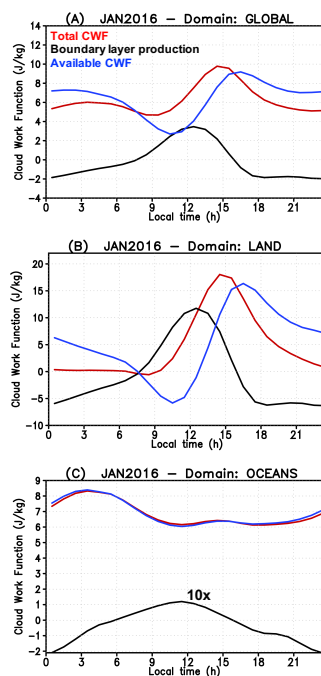 (A) JAN2016 – Domain: GLOBAL
Total CWF
Boundary layer production
Available CWF
Cloud Work Function (J/kg)
14
12
10
8
6
4
2
0
-2
-4
0 3 6 9 12 15 18 21
Local time (h)
(B) JAN2016 – Domain: LAND
Cloud Work Function (J/kg)
20
15
10
5
0
-5
-10
0 3 6 9 12 15 18 21
Local time (h)
(C) JAN2016 – Domain: OCEANS
Cloud Work Function (J/kg)
9
8
7
6
5
4
3
2
1
0
-1
-2
10x
0 3 6 9 12 15 18 21
Local time (h)